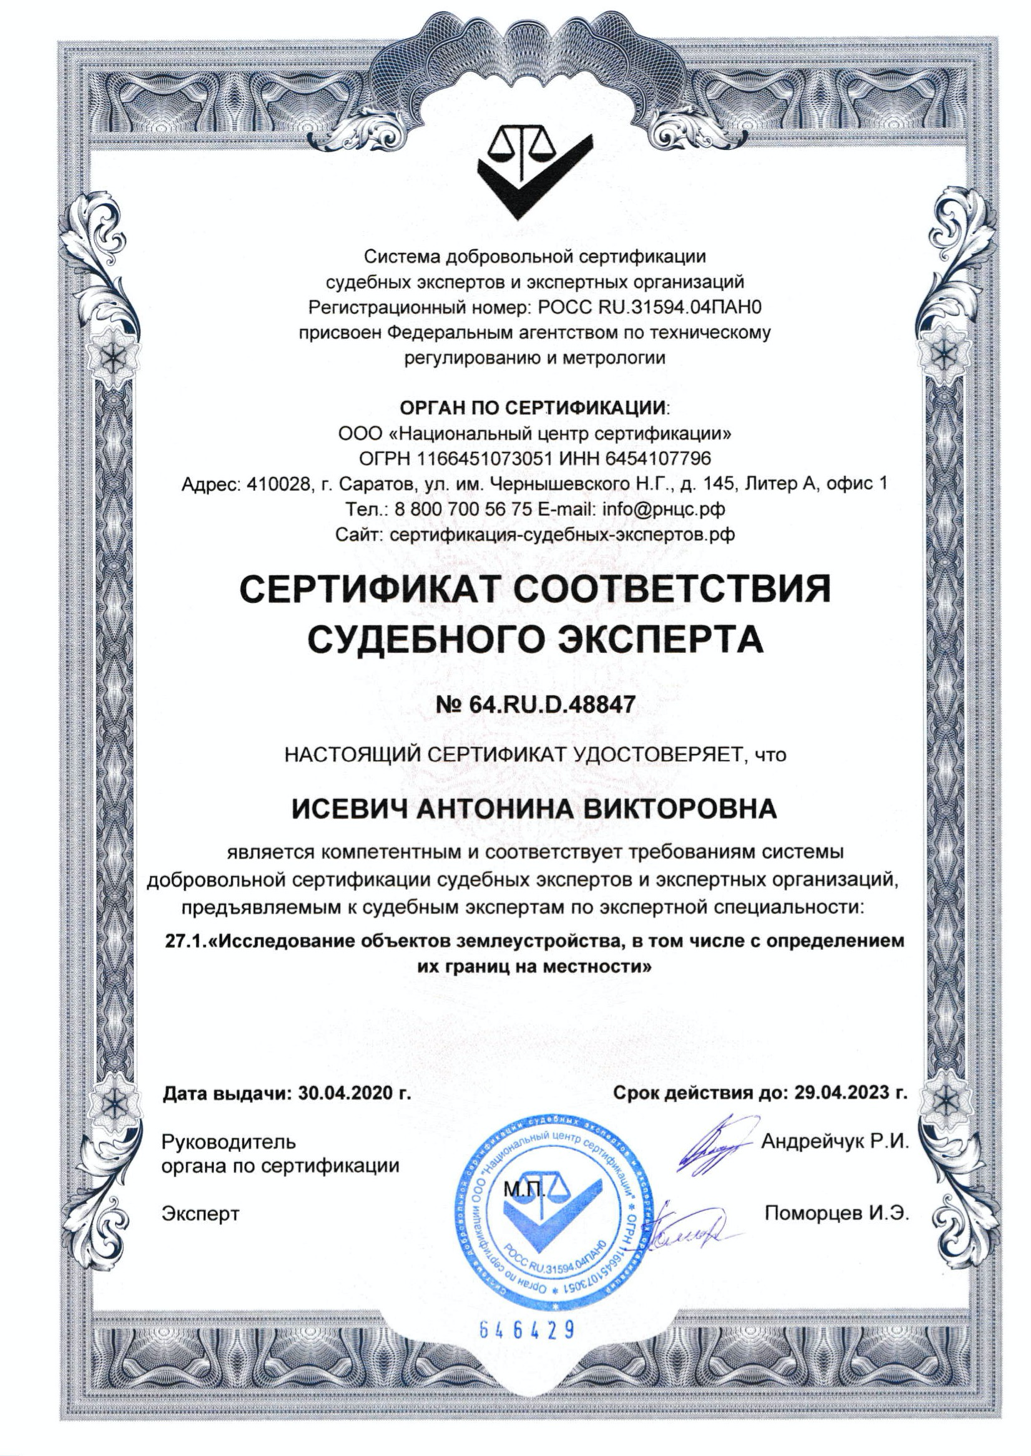 Система добровольной сертификации
судебных экспертов и экспертных организаций
Регистрационный номер: РОСС RU.31594.04ПАН0
присвоен Федеральным агентством по техническому
регулированию и метрологии
ОРГАН ПО СЕРТИФИКАЦИИ:
ООО «Национальный центр сертификации»
ОГРН 1166451073051 ИНН 6454107796
Адрес: 410028, г. Саратов, ул. им. Чернышевского Н.Г., д. 145, Литер А, офис 1
Тел.: 8 800 700 56 75 E-mail: info@рнцс.рф
Сайт: сертификация-судебных-экспертов.рф
СЕРТИФИКАТ СООТВЕТСТВИЯ
СУДЕБНОГО ЭКСПЕРТА
№ 64.RU.D.48847
НАСТОЯЩИЙ СЕРТИФИКАТ УДОСТОВЕРЯЕТ, что
ИСЕВИЧ АНТОНИНА ВИКТОРОВНА
является компетентным и соответствует требованиям системы
добровольной сертификации судебных экспертов и экспертных организаций,
предъявляемым к судебным экспертам по экспертной специальности:
27.1.«Исследование объектов землеустройства, в том числе с определением
их границ на местности»
Дата выдачи: 30.04.2020 г. Срок действия до: 29.04.2023 г.
Руководитель
органа по сертификации
Андрейчук Р.И.
Эксперт
Поморцев И.Э.
М.П.
Система добровольной сертификации судебных экспертов и экспертных организаций
Орган по сертификации ООО "Национальный центр сертификации" * ОГРН 1166451073051 *
РОСС RU.31594.04ПАН0
646429